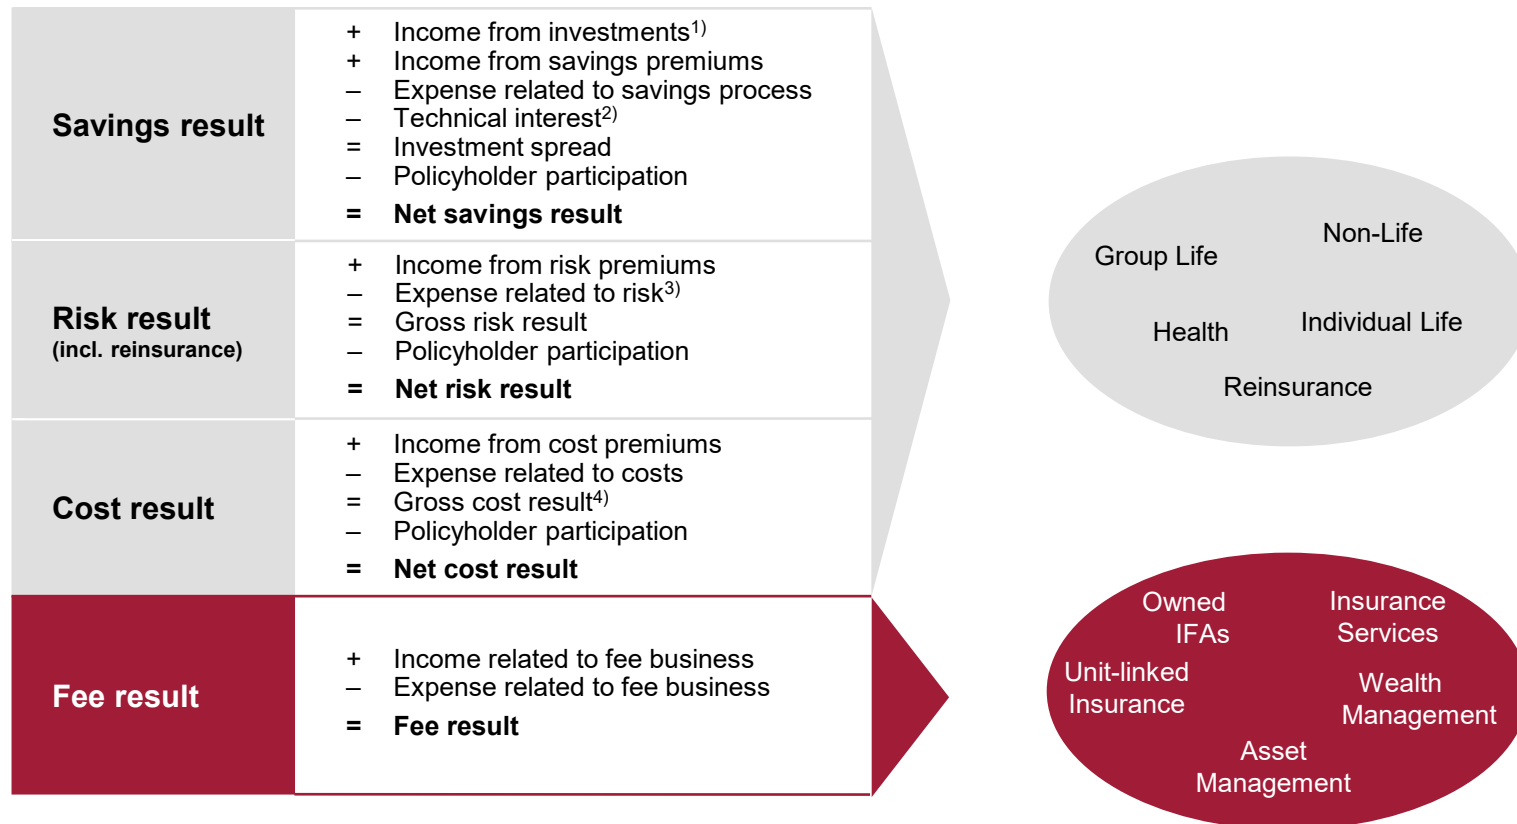 Savings result
+ Income from investments1)
+ Income from savings premiums
– Expense related to savings process
– Technical interest2)
= Investment spread
– Policyholder participation
= Net savings result
Risk result
(incl. reinsurance)
+ Income from risk premiums
– Expense related to risk3)
= Gross risk result
– Policyholder participation
= Net risk result
Cost result
+ Income from cost premiums
– Expense related to costs
= Gross cost result4)
– Policyholder participation
= Net cost result
Fee result
+ Income related to fee business
– Expense related to fee business
= Fee result
Group Life
Non-Life
Health
Individual Life
Reinsurance
Owned
IFAs
Insurance
Services
Unit-linked
Insurance
Wealth
Management
Asset
Management